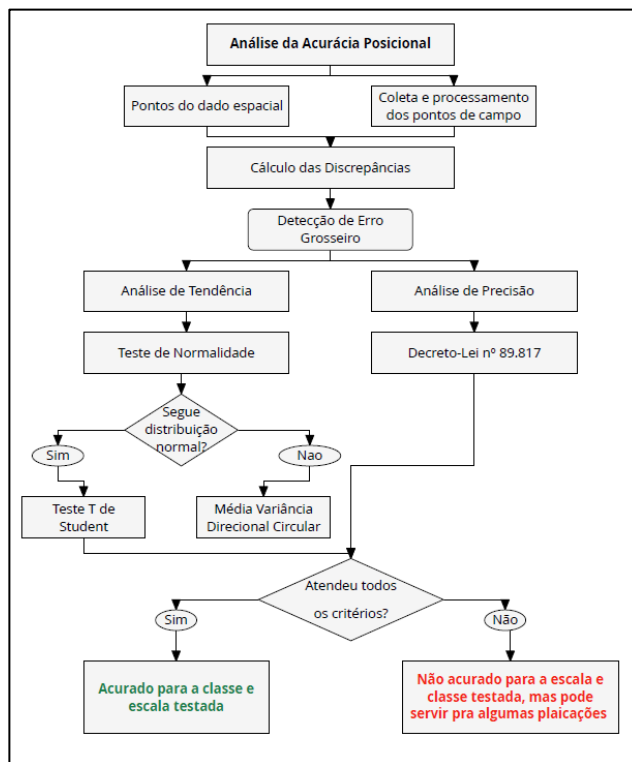 Análise da Acurácia Posicional
Pontos do dado espacial
Coleta e processamento
dos pontos de campo
Cálculo das Discrepâncias
Detecção de Erro
Grosseiro
Análise de Tendência
Análise de Precisão
Teste de Normalidade
Decreto-Lei nº 89.817
Segue
distribuição
normal?
Sim
Nao
Teste T de
Student
Média Variância
Direcional Circular
Atendeu todos
os critérios?
Sim
Não
Acurado para a classe e
escala testada
Não acurado para a escala e
classe testada, mas pode
servir pra algumas plaicações